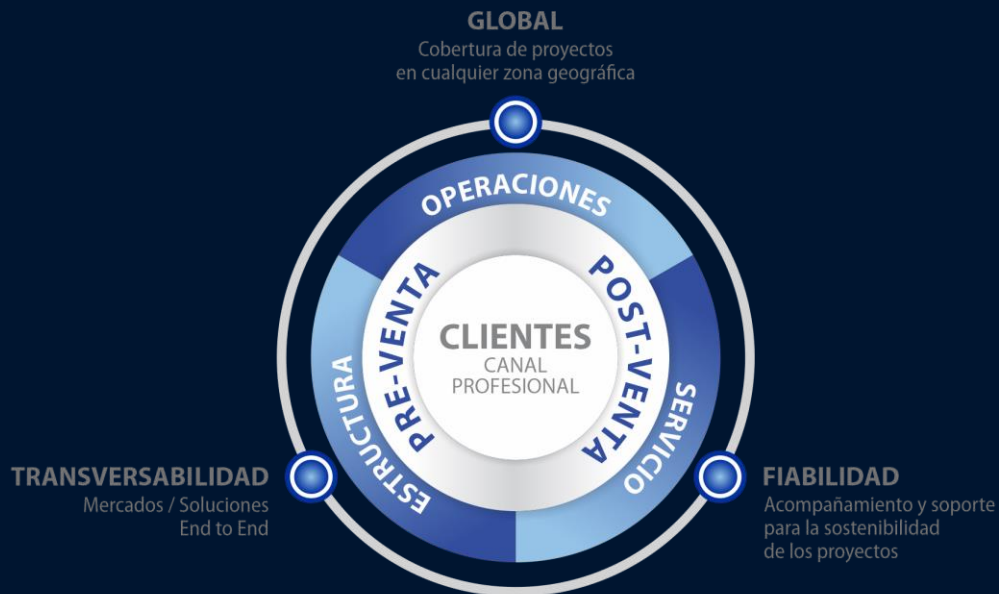 GLOBAL
Cobertura de proyectos
en cualquier zona geográfica
OPERACIONES
PRE-VENTA
POST-VENTA
CLIENTES
CANAL
PROFESIONAL
ESTRUCTURA
SERVICIO
TRANSVERSABILIDAD
Mercados / Soluciones
End to End
FIABILIDAD
Acompañamiento y soporte
para la sostenibilidad
de los proyectos